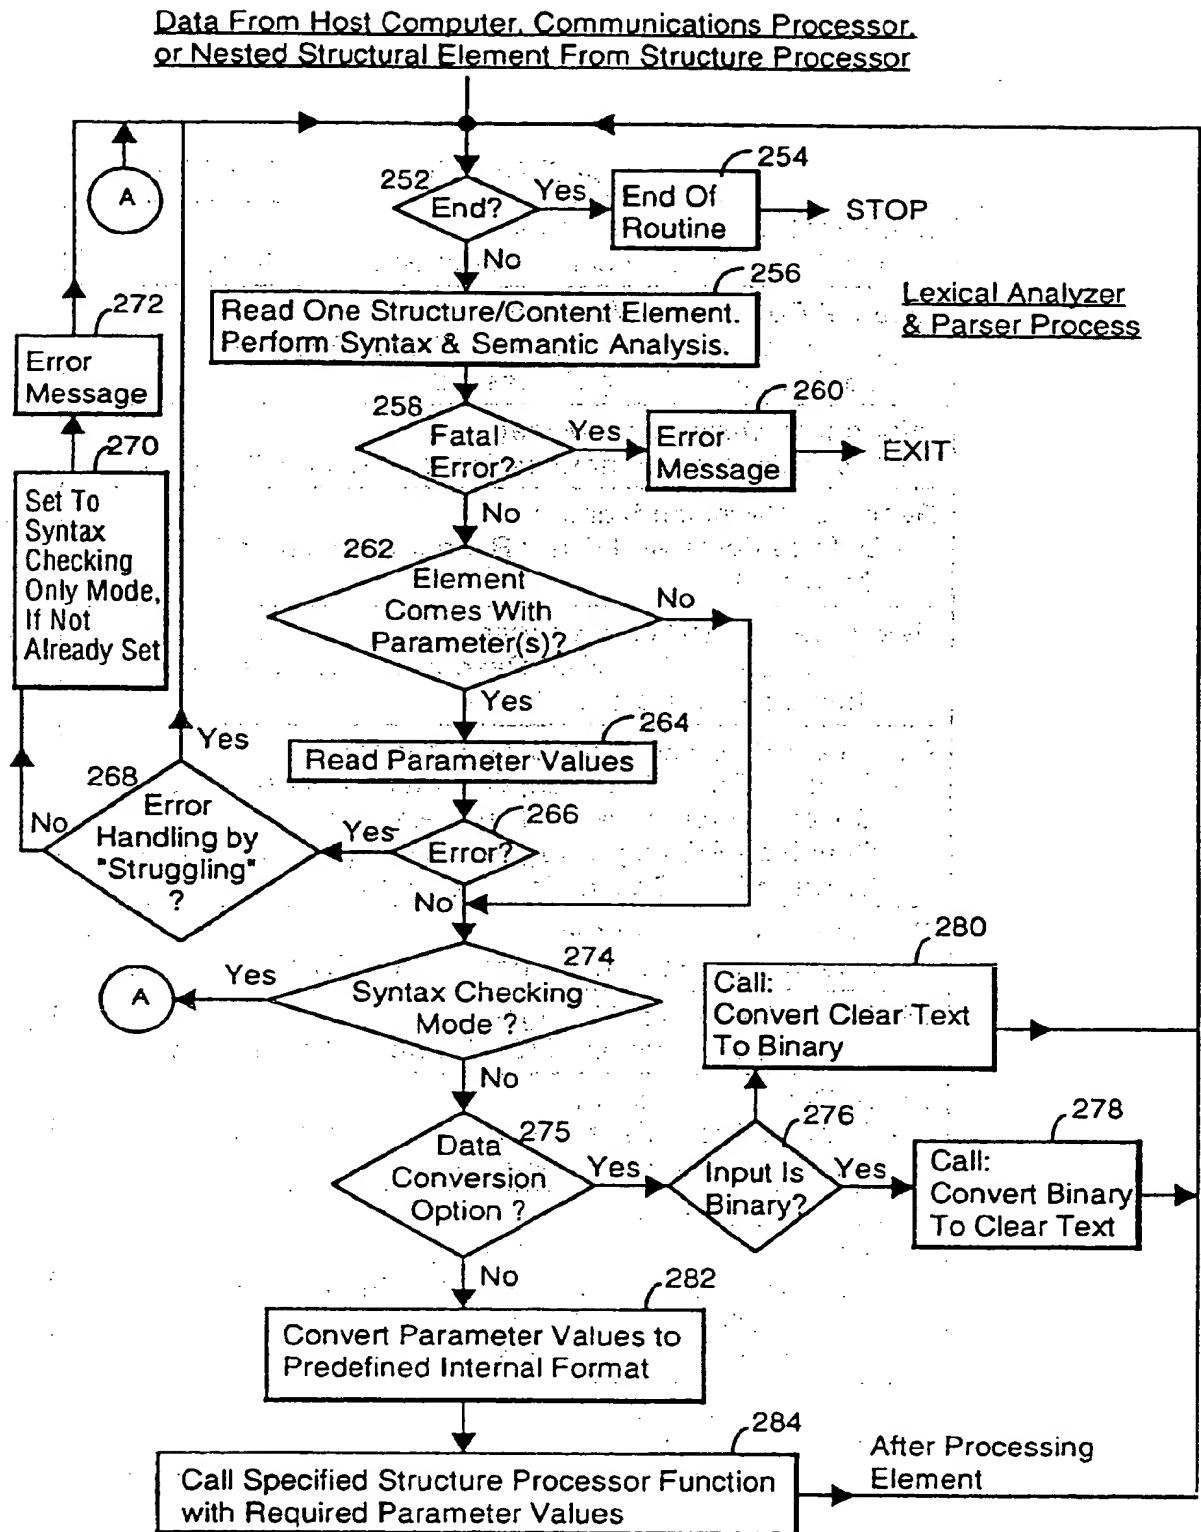 Data From Host Computer, Communications Processor,
or Nested Structural Element From Structure Processor
A
252
End?
Yes
254
End Of
Routine
STOP
No
256
Read One Structure/Content Element.
Perform Syntax & Semantic Analysis.
Lexical Analyzer
& Parser Process
272
Error
Message
258
Fatal
Error?
Yes
260
Error
Message
EXIT
No
270
Set To
Syntax
Checking
Only Mode,
If Not
Already Set
262
Element
Comes With
Parameter(s)?
No
Yes
264
Read Parameter Values
Yes
268
Error
Handling by
"Struggling"
?
No
266
Error?
Yes
No
274
Syntax Checking
Mode ?
Yes
A
No
280
Call:
Convert Clear Text
To Binary
275
Data
Conversion
Option ?
Yes
276
Input Is
Binary?
Yes
278
Call:
Convert Binary
To Clear Text
No
282
Convert Parameter Values to
Predefined Internal Format
284
Call Specified Structure Processor Function
with Required Parameter Values
After Processing
Element